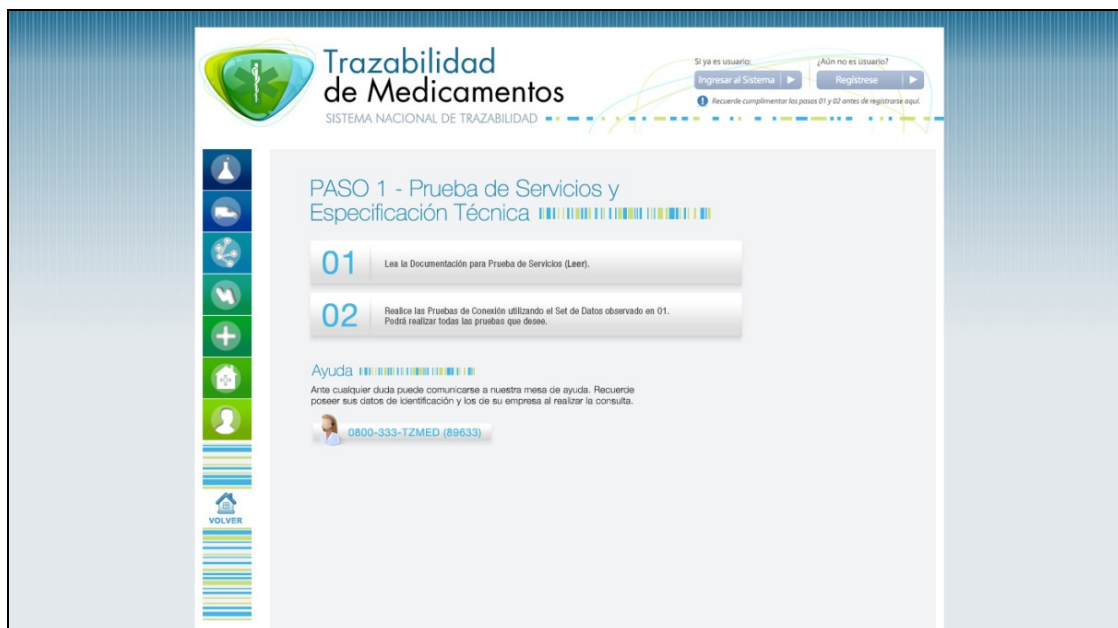 Trazabilidad
de Medicamentos
SISTEMA NACIONAL DE TRAZABILIDAD
Si ya es usuario:
Ingresar al Sistema
¿Aún no es usuario?
Regístrese
Recuerde cumplimentar los pasos 01 y 02 antes de registrarse aquí.
PASO 1 - Prueba de Servicios y
Especificación Técnica
01
Lea la Documentación para Prueba de Servicios (Leer).
02
Realice las Pruebas de Conexión utilizando el Set de Datos observado en 01.
Podrá realizar todas las pruebas que desee.
Ayuda
Ante cualquier duda puede comunicarse a nuestra mesa de ayuda. Recuerde
poseer sus datos de identificación y los de su empresa al realizar la consulta.
0800-333-TZMED (89633)
VOLVER